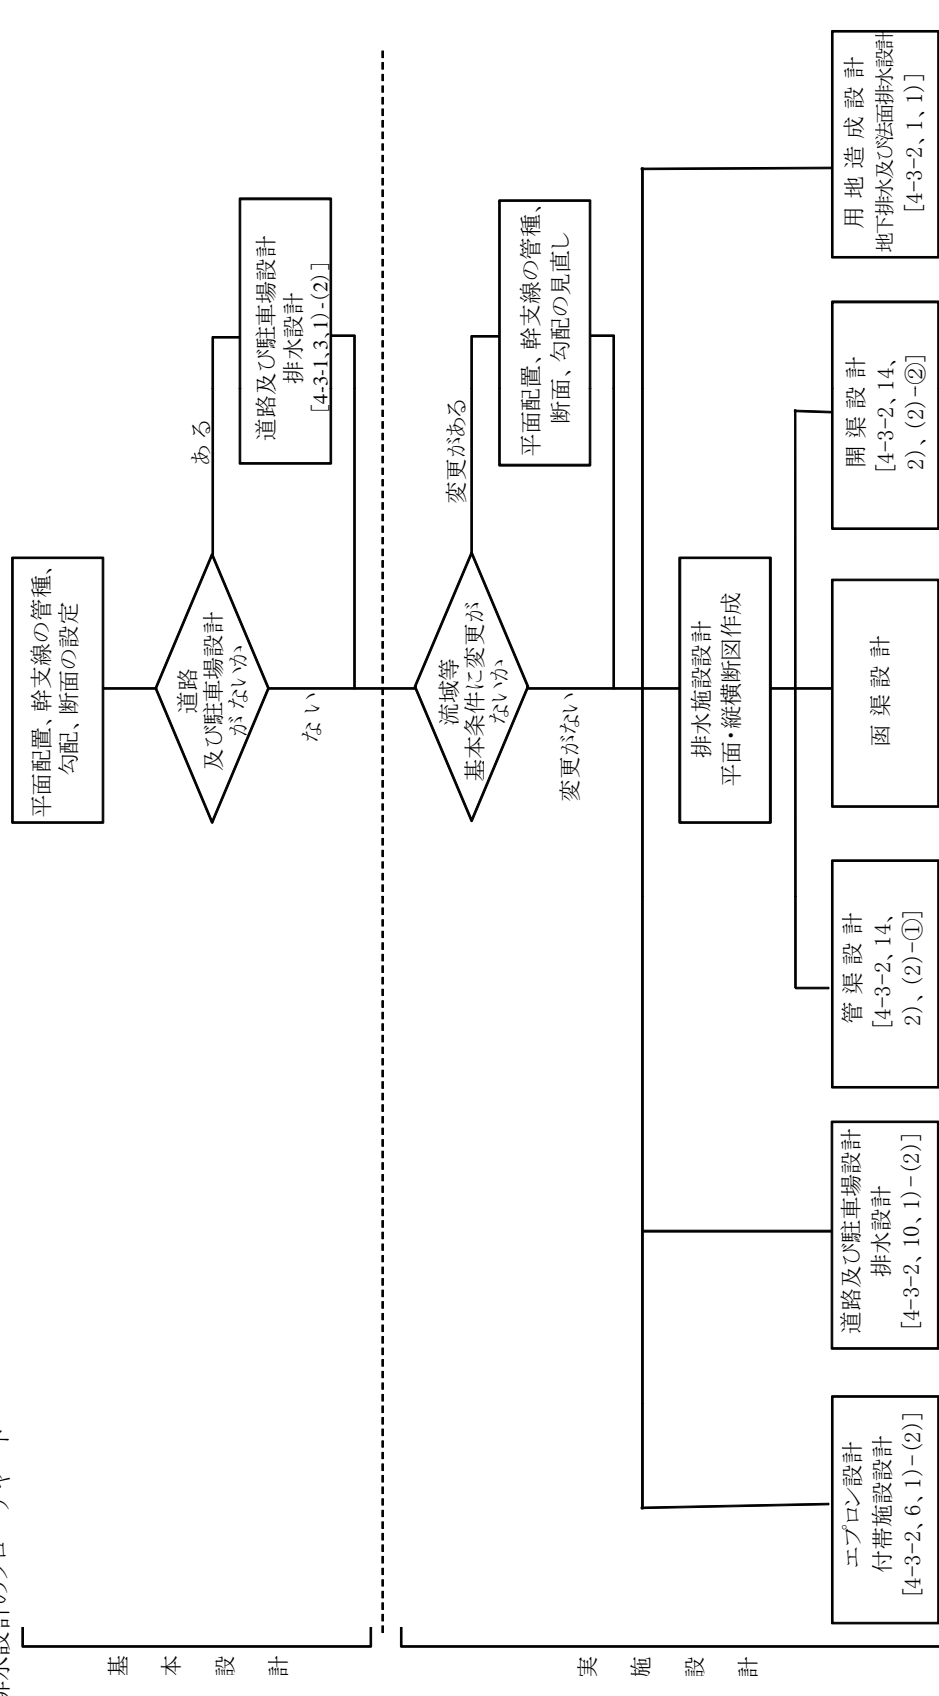 排水設計のフローチャート
基本設計
平面配置、幹支線の管種、
勾配、断面の設定
道路
及び駐車場設計
がないか
ある
ない
道路及び駐車場設計
排水設計
[4-3-1,3,1)-(2)]
実施設計
流域等
基本条件に変更が
ないか
変更がある
変更がない
平面配置、幹支線の管種、
断面、勾配の見直し
排水施設設計
平面・縦横断図作成
エプロン設計
付帯施設設計
[4-3-2、6、1)-(2)]
道路及び駐車場設計
排水設計
[4-3-2、10、1)-(2)]
管渠設計
[4-3-2、14、
2)、(2)-①]
函渠設計
開渠設計
[4-3-2、14、
2)、(2)-②]
用地造成設計
地下排水及び法面排水設計
[4-3-2、1、1)]